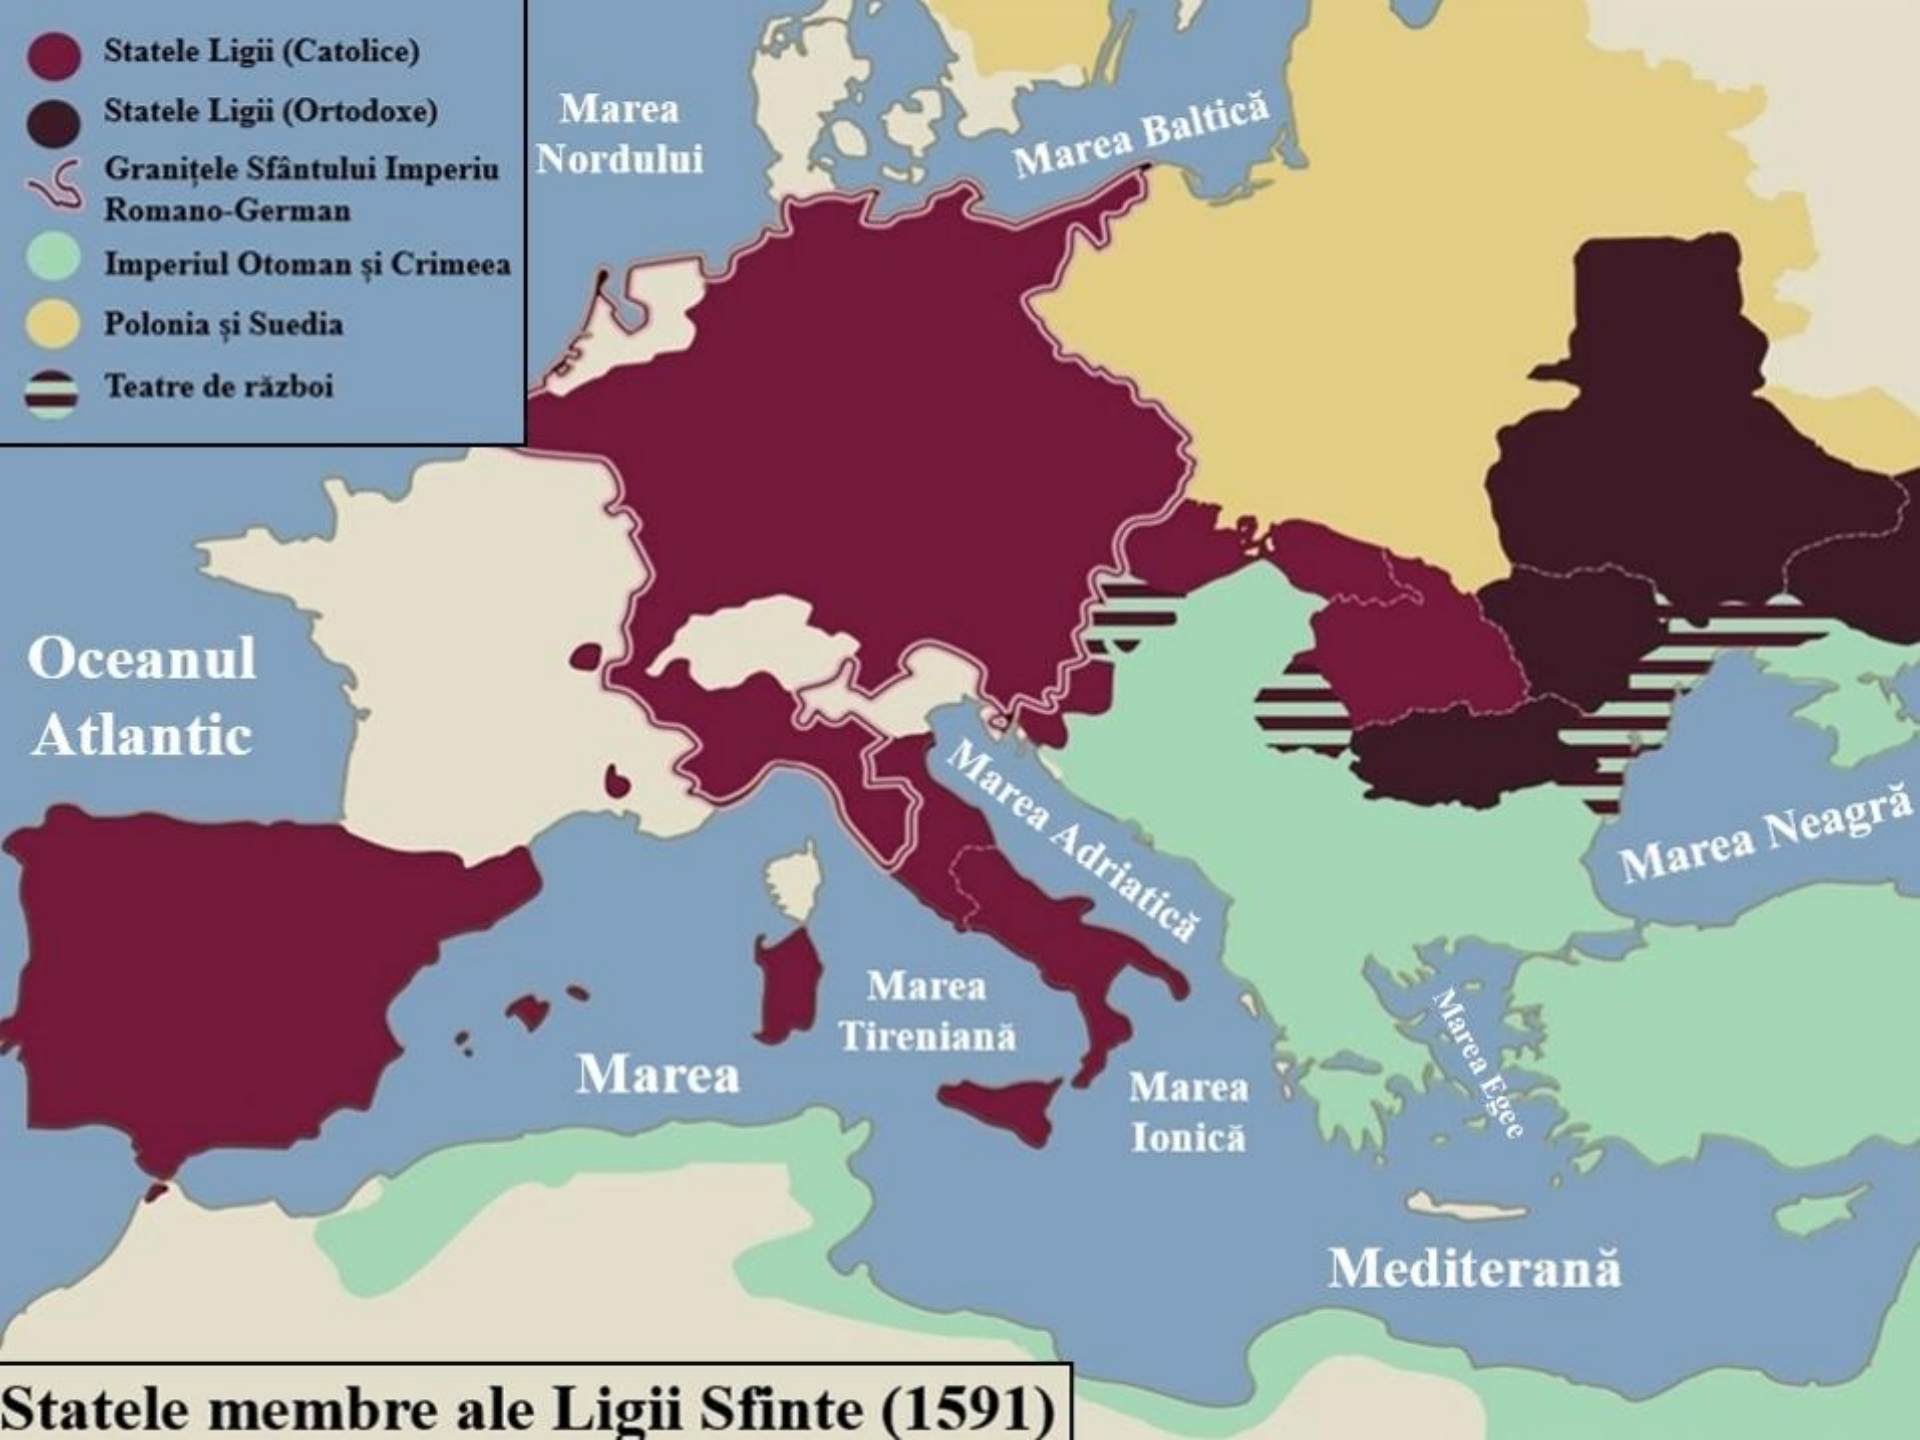 Statele Ligii (Catolice)
Statele Ligii (Ortodoxe)
Granițele Sfântului Imperiu
Romano-German
Imperiul Otoman și Crimeea
Polonia și Suedia
Teatre de război
Marea
Nordului
Marea Baltică
Oceanul
Atlantic
Marea Adriatică
Marea Neagră
Marea
Tireniană
Marea
Marea
Ionică
Marea Egee
Mediterană
Statele membre ale Ligii Sfinte (1591)